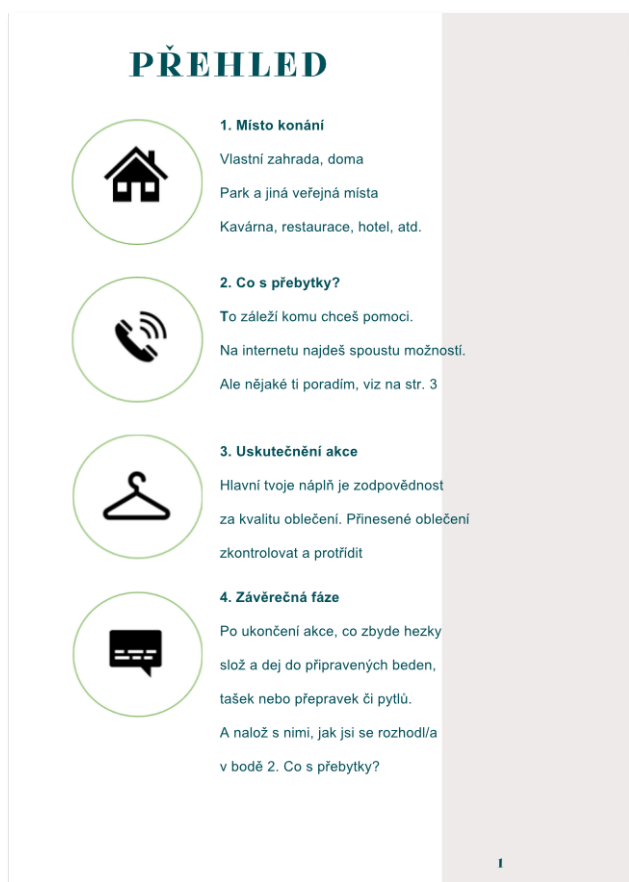 PŘEHLED
1. Místo konání
Vlastní zahrada, doma
Park a jiná veřejná místa
Kavárna, restaurace, hotel, atd.
2. Co s přebytky?
To záleží komu chceš pomoci.
Na internetu najdeš spoustu možností.
Ale nějaké ti poradím, viz na str. 3
3. Uskutečnění akce
Hlavní tvoje náplň je zodpovědnost
za kvalitu oblečení. Přinesené oblečení
zkontrolovat a protřídit
4. Závěrečná fáze
Po ukončení akce, co zbyde hezky
slož a dej do připravených beden,
tašek nebo přepravek či pytlů.
A nalož s nimi, jak jsi se rozhodl/a
v bodě 2. Co s přebytky?
1